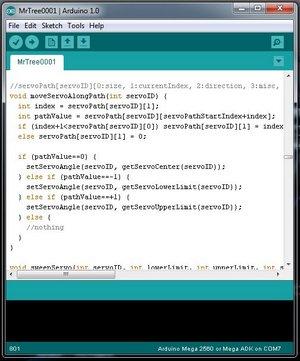 MrTree0001 | Arduino 1.0
File Edit Sketch Tools Help
MrTree0001
//servoPath[servoID][0:size, 1:currentIndex, 2:direction, 3:misc,
void moveServoAlongPath(int servoID) {
int index = servoPath[servoID][1];
int pathValue = servoPath[servoID][servoPathStartIndex+index];
if (index+1<servoPath[servoID][0]) servoPath[servoID][1] = index
else servoPath[servoID][1] = 0;
if (pathValue==0) {
setServoAngle(servoID, getServoCenter(servoID));
} else if (pathValue==-1) {
setServoAngle(servoID, getServoLowerLimit(servoID));
} else if (pathValue==+1) {
setServoAngle(servoID, getServoUpperLimit(servoID));
} else {
//nothing
}
}
void sweepServo(int servoID, int lowerLimit, int upperLimit, int s
801
Arduino Mega 2560 or Mega ADK on COM7